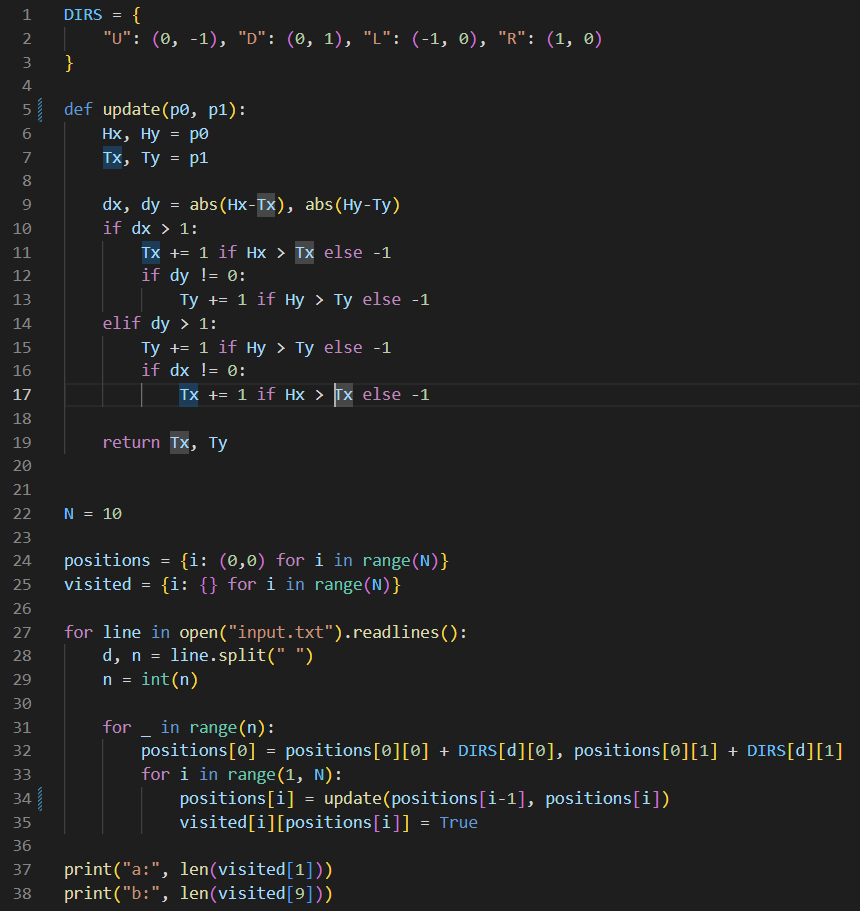 1 DIRS = {
2     "U": (0, -1), "D": (0, 1), "L": (-1, 0), "R": (1, 0)
3 }
4
5 def update(p0, p1):
6     Hx, Hy = p0
7     Tx, Ty = p1
8
9     dx, dy = abs(Hx-Tx), abs(Hy-Ty)
10     if dx > 1:
11         Tx += 1 if Hx > Tx else -1
12         if dy != 0:
13             Ty += 1 if Hy > Ty else -1
14     elif dy > 1:
15         Ty += 1 if Hy > Ty else -1
16         if dx != 0:
17             Tx += 1 if Hx > Tx else -1
18
19     return Tx, Ty
20
21
22 N = 10
23
24 positions = {i: (0,0) for i in range(N)}
25 visited = {i: {} for i in range(N)}
26
27 for line in open("input.txt").readlines():
28     d, n = line.split(" ")
29     n = int(n)
30
31     for _ in range(n):
32         positions[0] = positions[0][0] + DIRS[d][0], positions[0][1] + DIRS[d][1]
33         for i in range(1, N):
34             positions[i] = update(positions[i-1], positions[i])
35             visited[i][positions[i]] = True
36
37 print("a:", len(visited[1]))
38 print("b:", len(visited[9]))